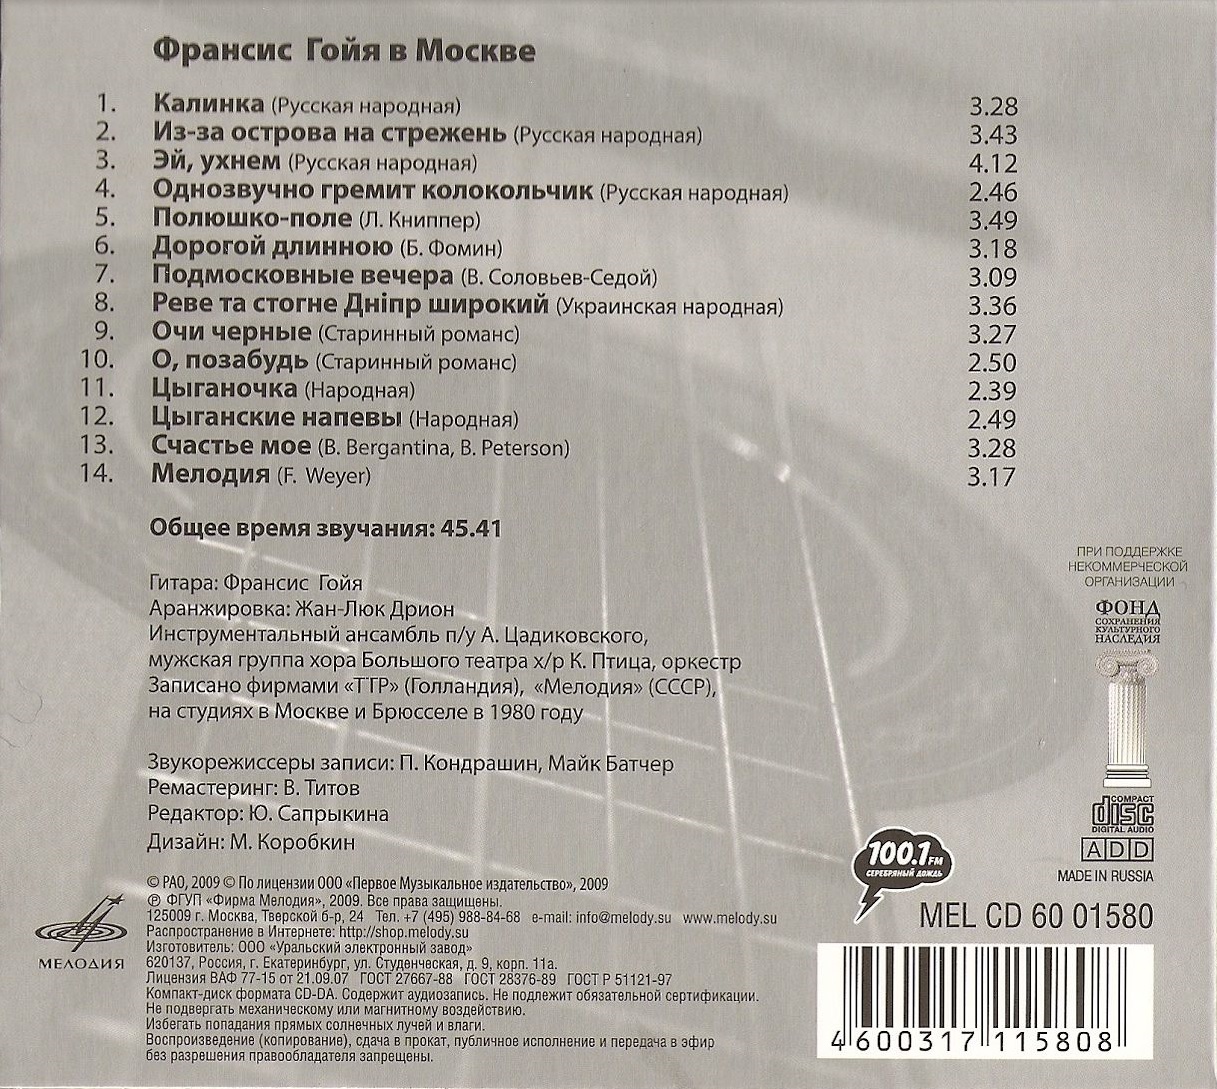 Франсис Гойя в Москве
1. Калинка (Русская народная) 3.28
2. Из-за острова на стрежень (Русская народная) 3.43
3. Эй, ухнем (Русская народная) 4.12
4. Однозвучно гремит колокольчик (Русская народная) 2.46
5. Полюшко-поле (Л. Книппер) 3.49
6. Дорогой длинною (Б. Фомин) 3.18
7. Подмосковные вечера (В. Соловьев-Седой) 3.09
8. Реве та стогне Дніпр широкий (Украинская народная) 3.36
9. Очи черные (Старинный романс) 3.27
10. О, позабудь (Старинный романс) 2.50
11. Цыганочка (Народная) 2.39
12. Цыганские напевы (Народная) 2.49
13. Счастье мое (B. Bergantina, B. Peterson) 3.28
14. Мелодия (F. Weyer) 3.17
Общее время звучания: 45.41
Гитара: Франсис Гойя
Аранжировка: Жан-Люк Дрион
Инструментальный ансамбль п/у А. Цадиковского,
мужская группа хора Большого театра х/р К. Птица, оркестр
Записано фирмами «ТТР» (Голландия), «Мелодия» (СССР),
на студиях в Москве и Брюсселе в 1980 году
Звукорежиссеры записи: П. Кондрашин, Майк Батчер
Ремастеринг: В. Титов
Редактор: Ю. Сапрыкина
Дизайн: М. Коробкин
© РАО, 2009 © По лицензии ООО «Первое Музыкальное издательство», 2009
℗ ФГУП «Фирма Мелодия», 2009. Все права защищены.
125009 г. Москва, Тверской б-р, 24 Тел. +7 (495) 988-84-68 e-mail: info@melody.su www.melody.su
Распространение в Интернете: http://shop.melody.su
Изготовитель: ООО «Уральский электронный завод»
620137, Россия, г. Екатеринбург, ул. Студенческая, д. 9, корп. 11а.
Лицензия ВАФ 77-15 от 21.09.07 ГОСТ 27667-88 ГОСТ 28376-89 ГОСТ Р 51121-97
Компакт-диск формата CD-DA. Содержит аудиозапись. Не подлежит обязательной сертификации.
Не подвергать механическому или магнитному воздействию.
Избегать попадания прямых солнечных лучей и влаги.
Воспроизведение (копирование), сдача в прокат, публичное исполнение и передача в эфир
без разрешения правообладателя запрещены.
МЕЛОДИЯ
ПРИ ПОДДЕРЖКЕ
НЕКОММЕРЧЕСКОЙ
ОРГАНИЗАЦИИ
ФОНД
СОХРАНЕНИЯ
КУЛЬТУРНОГО
НАСЛЕДИЯ
COMPACT
disc
DIGITAL AUDIO
ADD
MADE IN RUSSIA
100.1 FM
СЕРЕБРЯНЫЙ ДОЖДЬ
MEL CD 60 01580
4 600317 115808